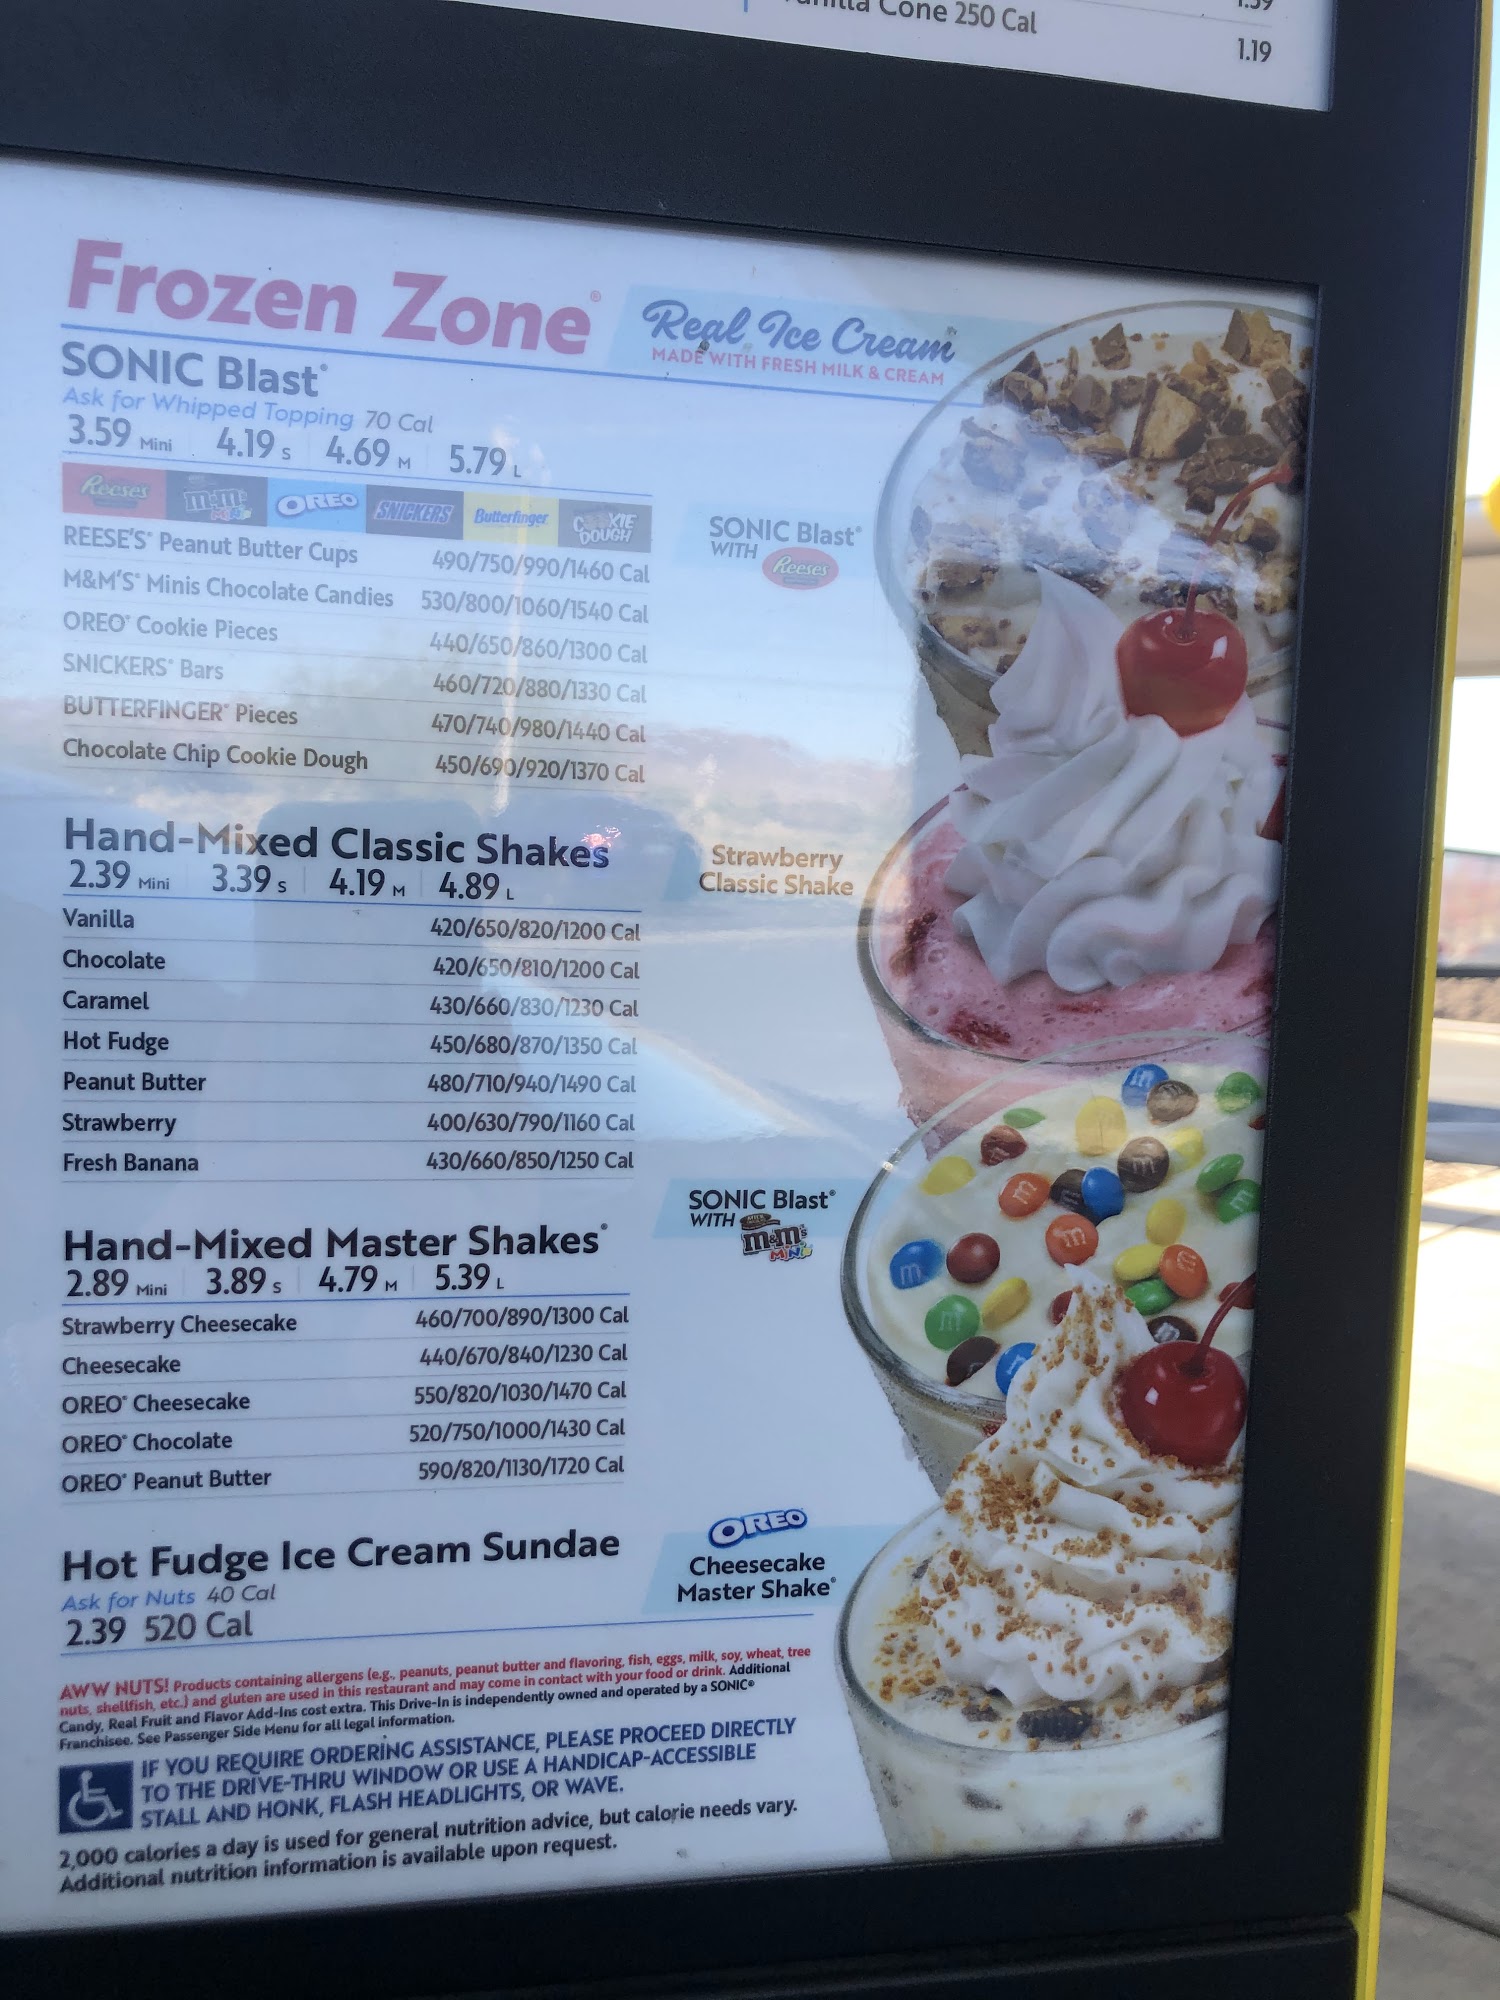 Cone 250 Cal
1.19
Frozen Zone®
Real Ice Cream
MADE WITH FRESH MILK & CREAM
SONIC Blast®
Ask for Whipped Topping 70 Cal
3.59 Mini | 4.19 S | 4.69 M | 5.79 L
Reese's m&m's MINIS OREO SNICKERS Butterfinger COOKIE DOUGH
REESE'S® Peanut Butter Cups 490/750/990/1460 Cal
M&M'S® Minis Chocolate Candies 530/800/1060/1540 Cal
OREO® Cookie Pieces 440/650/860/1300 Cal
SNICKERS® Bars 460/720/880/1330 Cal
BUTTERFINGER® Pieces 470/740/980/1440 Cal
Chocolate Chip Cookie Dough 450/690/920/1370 Cal
SONIC Blast®
WITH Reese's
Hand-Mixed Classic Shakes
2.39 Mini | 3.39 S | 4.19 M | 4.89 L
Vanilla 420/650/820/1200 Cal
Chocolate 420/650/810/1200 Cal
Caramel 430/660/830/1230 Cal
Hot Fudge 450/680/870/1350 Cal
Peanut Butter 480/710/940/1490 Cal
Strawberry 400/630/790/1160 Cal
Fresh Banana 430/660/850/1250 Cal
Strawberry
Classic Shake
SONIC Blast®
WITH m&m's
MINIS
Hand-Mixed Master Shakes®
2.89 Mini | 3.89 S | 4.79 M | 5.39 L
Strawberry Cheesecake 460/700/890/1300 Cal
Cheesecake 440/670/840/1230 Cal
OREO® Cheesecake 550/820/1030/1470 Cal
OREO® Chocolate 520/750/1000/1430 Cal
OREO® Peanut Butter 590/820/1130/1720 Cal
OREO
Cheesecake
Master Shake®
Hot Fudge Ice Cream Sundae
Ask for Nuts 40 Cal
2.39 520 Cal
AWW NUTS! Products containing allergens (e.g., peanuts, peanut butter and flavoring, fish, eggs, milk, soy, wheat, tree
nuts, shellfish, etc.) and gluten are used in this restaurant and may come in contact with your food or drink. Additional
Candy, Real Fruit and Flavor Add-Ins cost extra. This Drive-In is independently owned and operated by a SONIC®
Franchisee. See Passenger Side Menu for all legal information.
IF YOU REQUIRE ORDERING ASSISTANCE, PLEASE PROCEED DIRECTLY
TO THE DRIVE-THRU WINDOW OR USE A HANDICAP-ACCESSIBLE
STALL AND HONK, FLASH HEADLIGHTS, OR WAVE.
2,000 calories a day is used for general nutrition advice, but calorie needs vary.
Additional nutrition information is available upon request.